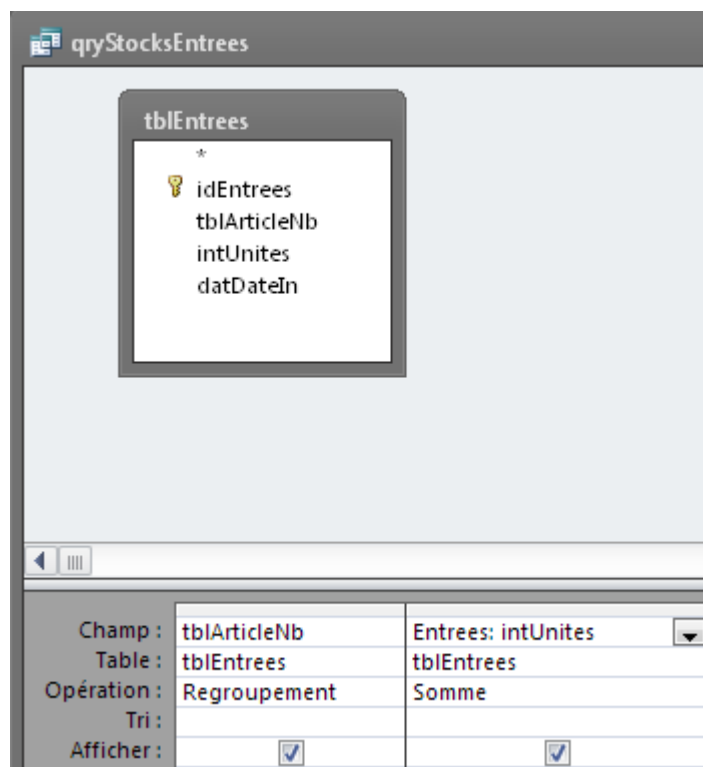 qryStocksEntrees
tblEntrees
*
idEntrees
tblArticleNb
intUnites
datDateIn
Champ : tblArticleNb Entrees: intUnites
Table : tblEntrees tblEntrees
Opération : Regroupement Somme
Tri :
Afficher :